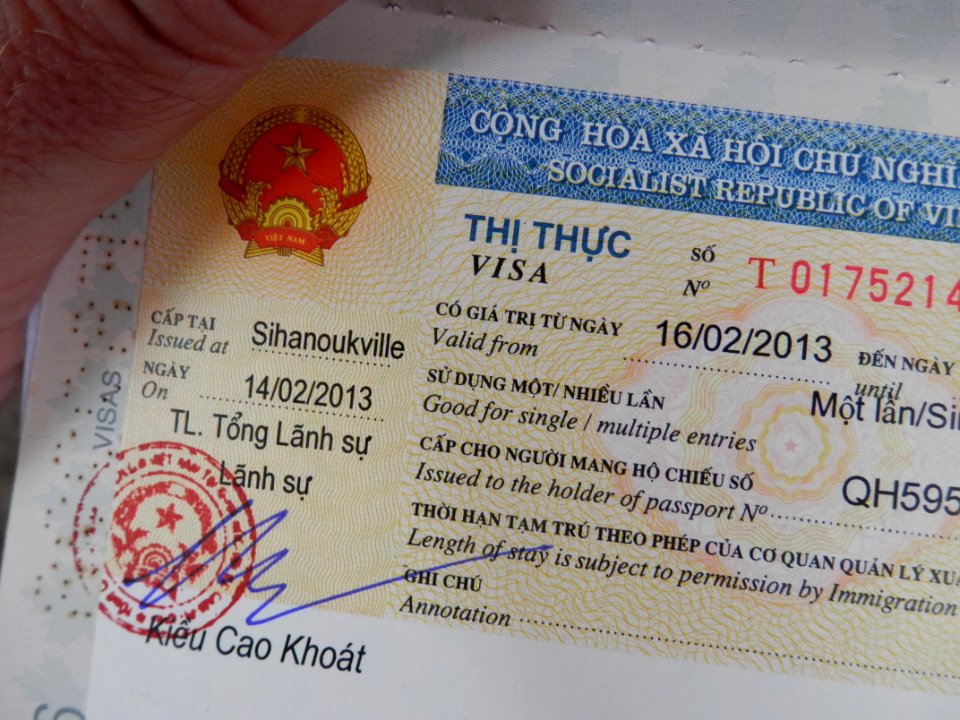 CỘNG HÒA XÃ HỘI CHỦ NGHĨ
SOCIALIST REPUBLIC OF VI
VIỆT NAM
THỊ THỰC
VISA
SỐ
Nº
T 0175214
CẤP TẠI
Issued at
Sihanoukville
NGÀY
On
14/02/2013
TL. Tổng Lãnh sự
Lãnh sự
Kiều Cao Khoát
CÓ GIÁ TRỊ TỪ NGÀY
Valid from
16/02/2013
ĐẾN NGÀY
until
SỬ DỤNG MỘT/ NHIỀU LẦN
Good for single / multiple entries
Một lần/Si
CẤP CHO NGƯỜI MANG HỘ CHIẾU SỐ
Issued to the holder of passport Nº
QH595
THỜI HẠN TẠM TRÚ THEO PHÉP CỦA CƠ QUAN QUẢN LÝ XU
Length of stay is subject to permission by Immigration
GHI CHÚ
Annotation
VISAS